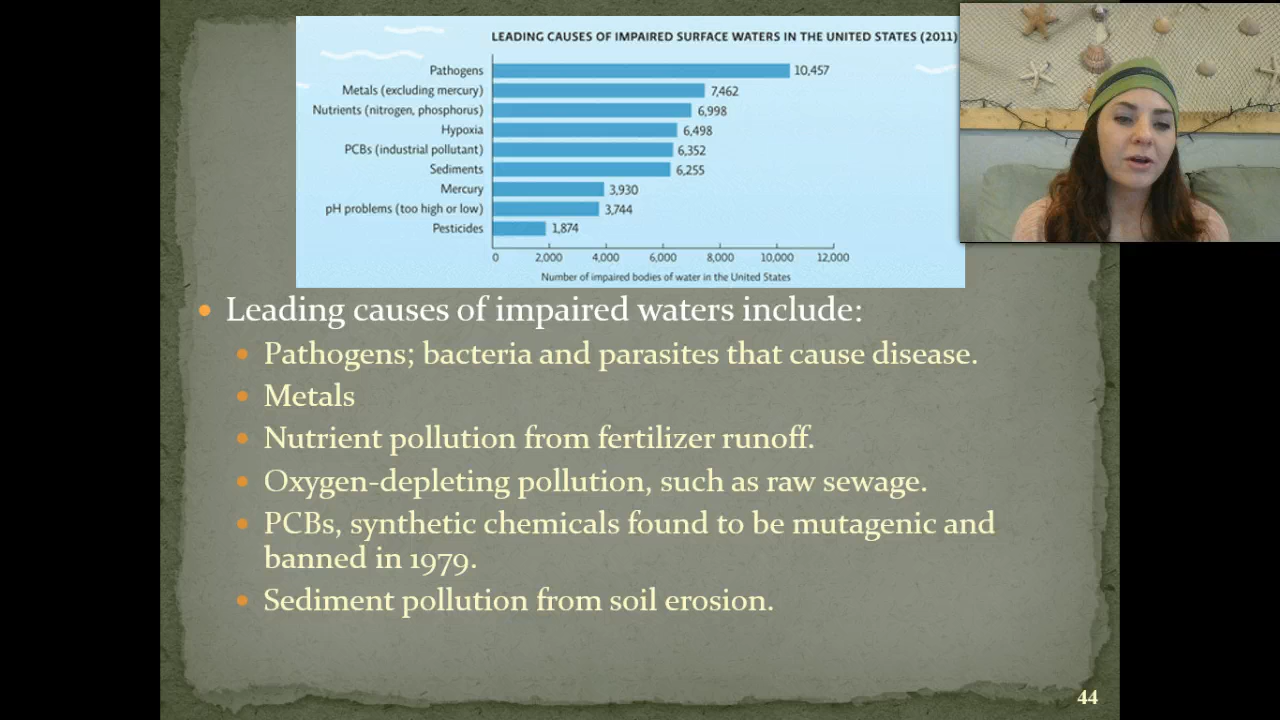 LEADING CAUSES OF IMPAIRED SURFACE WATERS IN THE UNITED STATES (2011)
Pathogens 10,457
Metals (excluding mercury) 7,462
Nutrients (nitrogen, phosphorus) 6,998
Hypoxia 6,498
PCBs (industrial pollutant) 6,352
Sediments 6,255
Mercury 3,930
pH problems (too high or low) 3,744
Pesticides 1,874
0 2,000 4,000 6,000 8,000 10,000 12,000
Number of impaired bodies of water in the United States
• Leading causes of impaired waters include:
• Pathogens; bacteria and parasites that cause disease.
• Metals
• Nutrient pollution from fertilizer runoff.
• Oxygen-depleting pollution, such as raw sewage.
• PCBs, synthetic chemicals found to be mutagenic and
banned in 1979.
• Sediment pollution from soil erosion.
44